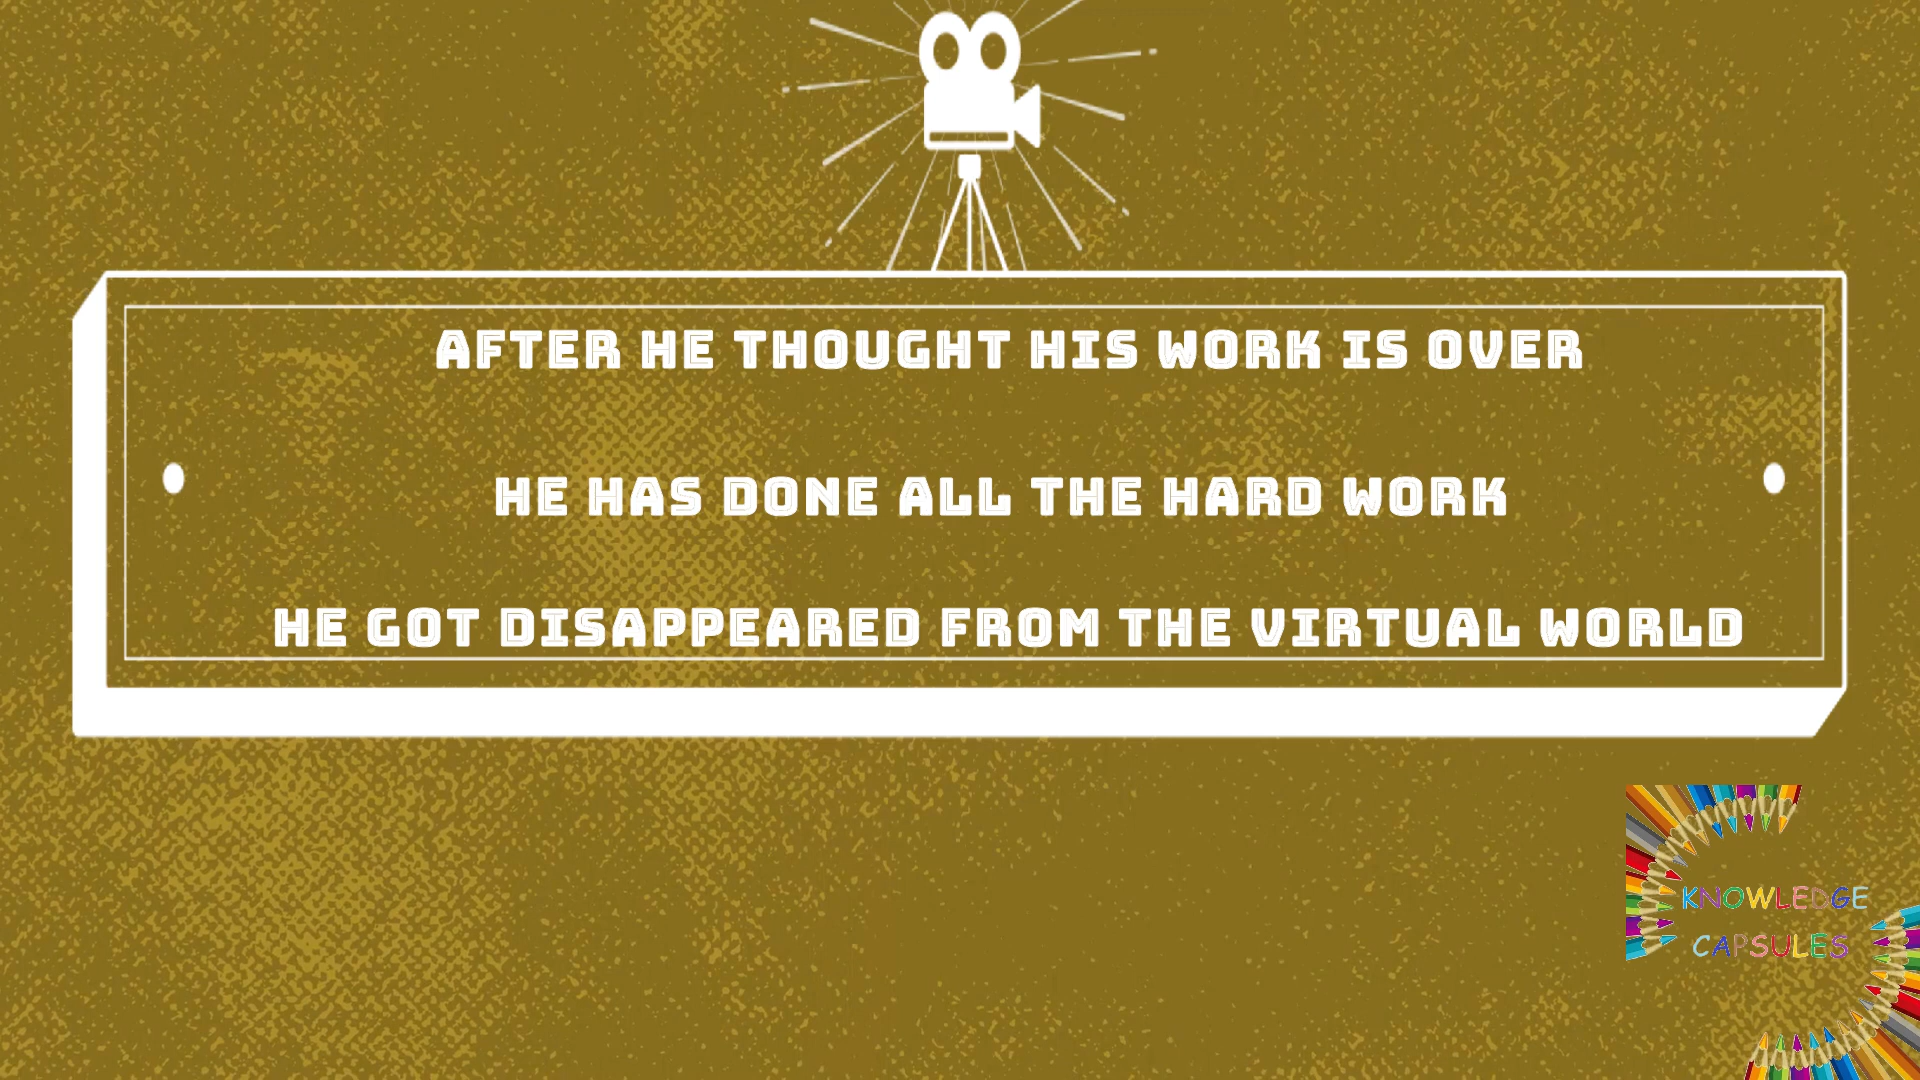 AFTER HE THOUGHT HIS WORK IS OVER
HE HAS DONE ALL THE HARD WORK
HE GOT DISAPPEARED FROM THE VIRTUAL WORLD
KNOWLEDGE
CAPSULES